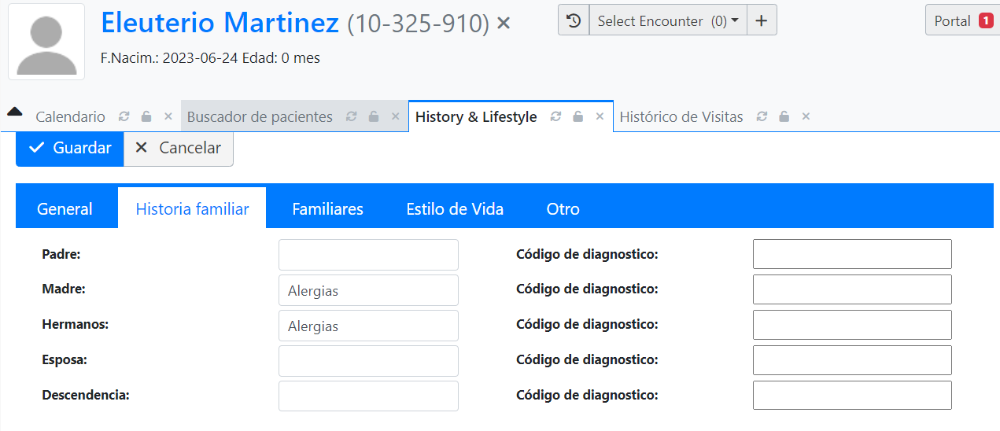 Eleuterio Martinez (10-325-910) ×
Select Encounter (0)
Portal 1
F.Nacim.: 2023-06-24 Edad: 0 mes
Calendario
Buscador de pacientes
History & Lifestyle
Histórico de Visitas
Guardar
Cancelar
General
Historia familiar
Familiares
Estilo de Vida
Otro
Padre:
Código de diagnostico:
Madre:
Alergias
Código de diagnostico:
Hermanos:
Alergias
Código de diagnostico:
Esposa:
Código de diagnostico:
Descendencia:
Código de diagnostico: